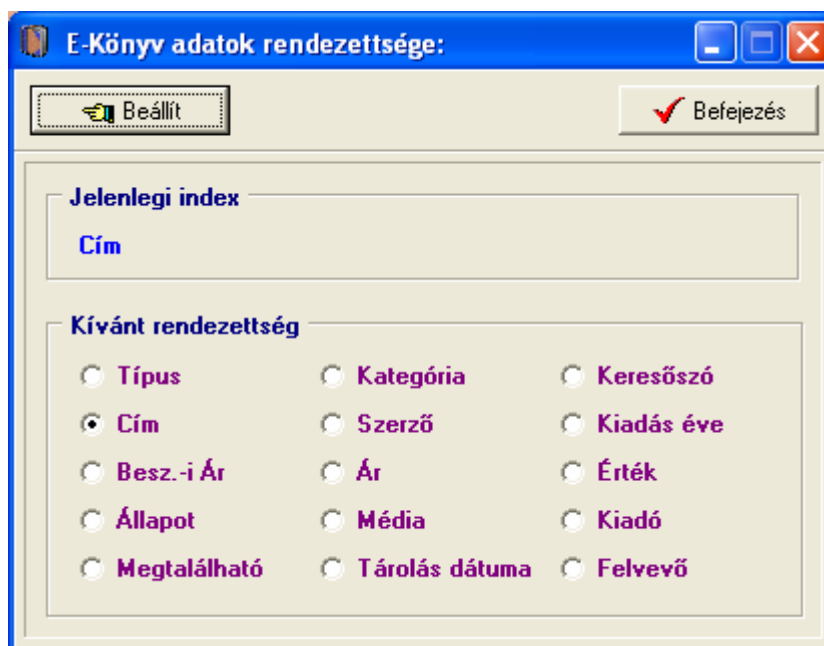 E-Könyv adatok rendezettsége:
Beállít Befejezés
Jelenlegi index
Cím
Kívánt rendezettség
Típus Kategória Keresőszó
Cím Szerző Kiadás éve
Besz.-i Ár Ár Érték
Állapot Média Kiadó
Megtalálható Tárolás dátuma Felvevő